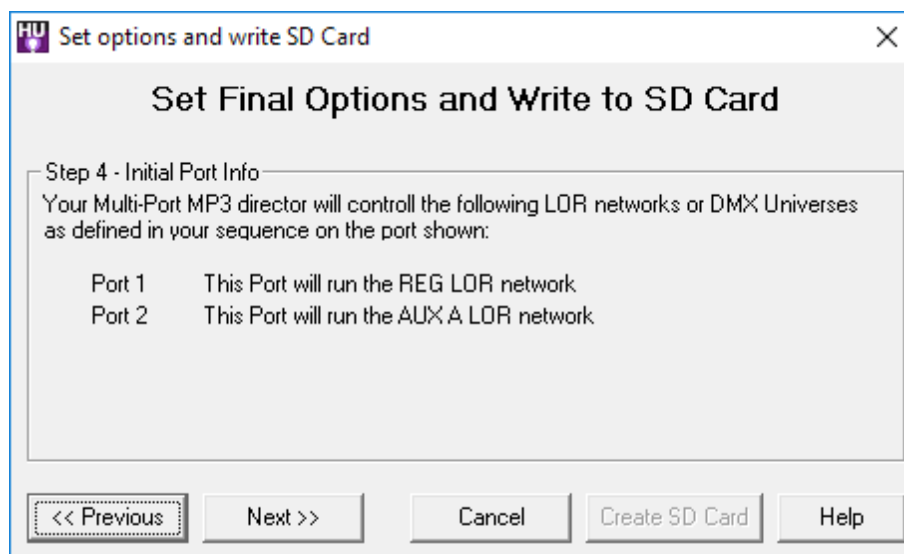 HU
Set options and write SD Card
Set Final Options and Write to SD Card
Step 4 - Initial Port Info
Your Multi-Port MP3 director will controll the following LOR networks or DMX Universes
as defined in your sequence on the port shown:
Port 1 This Port will run the REG LOR network
Port 2 This Port will run the AUX A LOR network
<< Previous Next >> Cancel Create SD Card Help